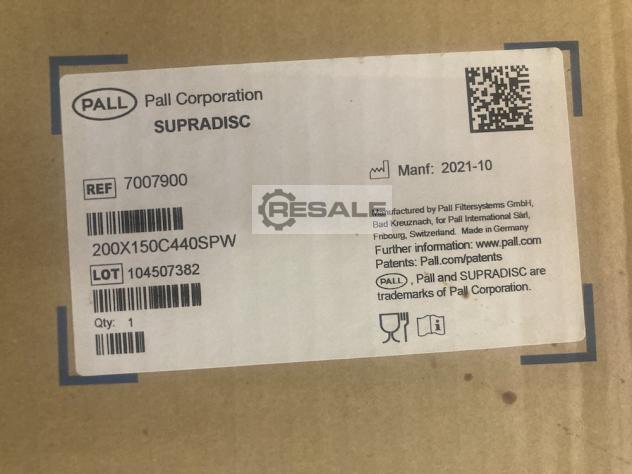 PALL Pall Corporation
SUPRADISC
REF 7007900
200X150C440SPW
LOT 104507382
Qty: 1
Manf: 2021-10
RESALE
Manufactured by Pall Filtersystems GmbH,
Bad Kreuznach, for Pall International Sàrl,
Fribourg, Switzerland. Made in Germany
Further information: www.pall.com
Patents: Pall.com/patents
PALL, Pall and SUPRADISC are
trademarks of Pall Corporation.